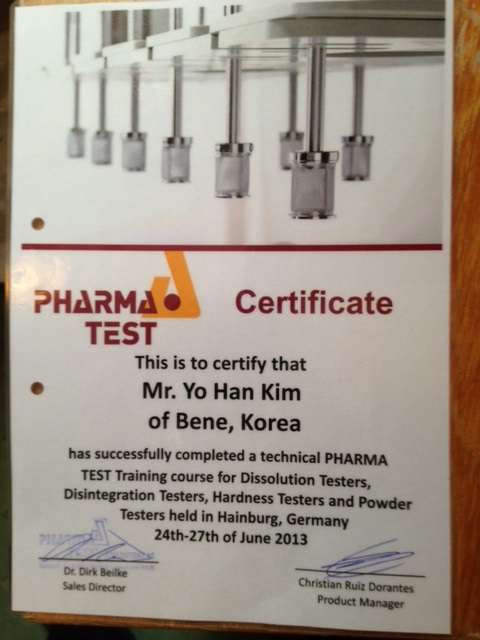 PHARMA
TEST
Certificate
This is to certify that
Mr. Yo Han Kim
of Bene, Korea
has successfully completed a technical PHARMA
TEST Training course for Dissolution Testers,
Disintegration Testers, Hardness Testers and Powder
Testers held in Hainburg, Germany
24th-27th of June 2013
PHARMA
Dr. Dirk Beilke
Sales Director
Christian Ruiz Dorantes
Product Manager